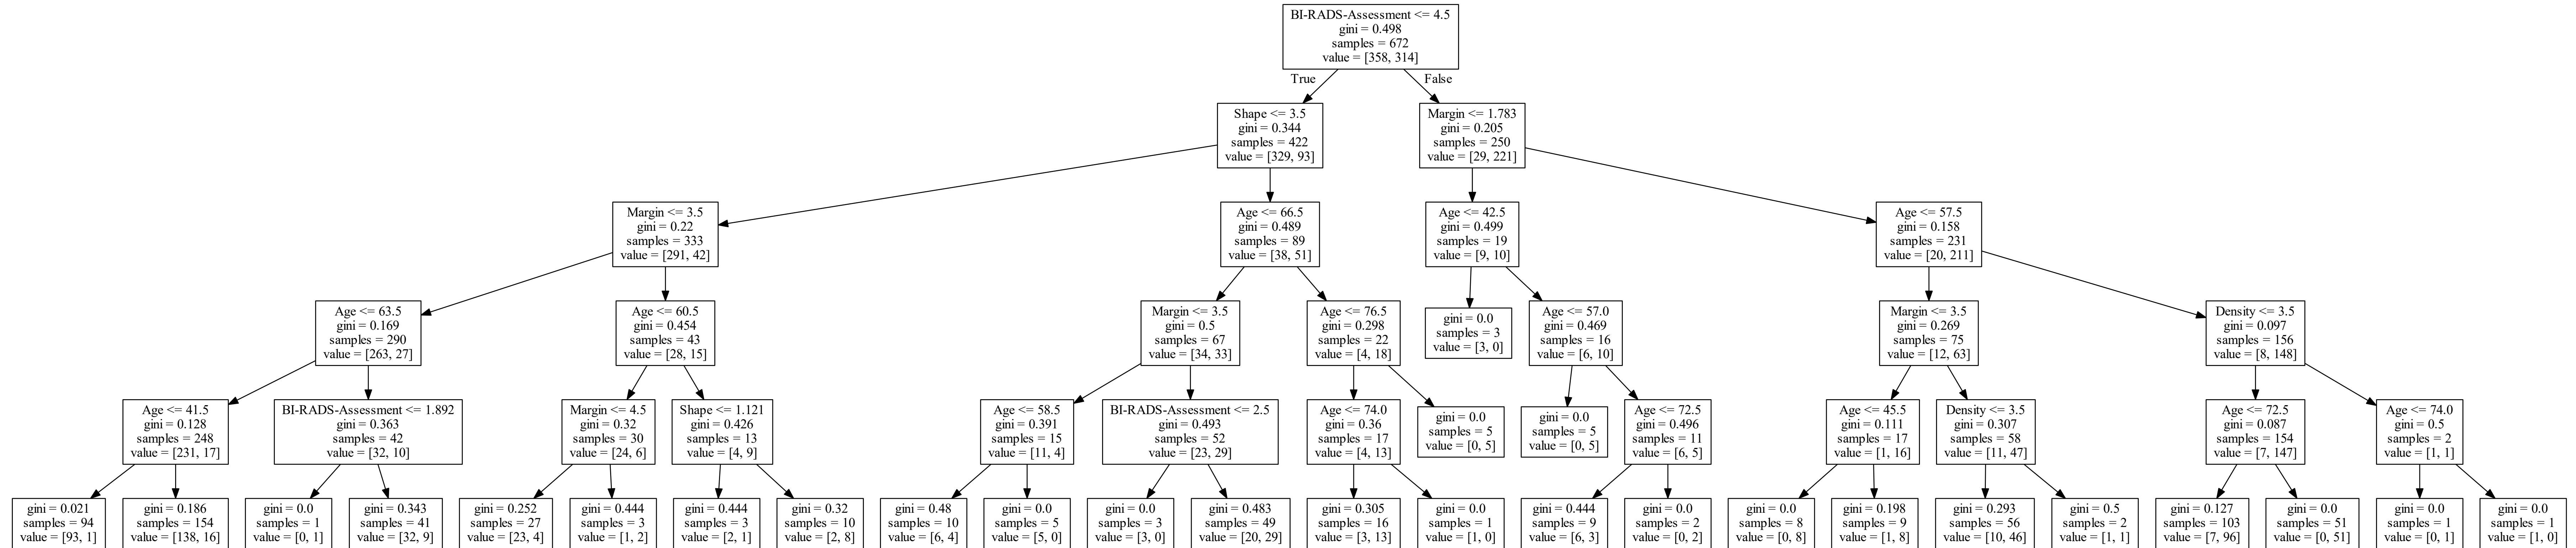 BI-RADS-Assessment <= 4.5
gini = 0.498
samples = 672
value = [358, 314]
True
False
Shape <= 3.5
gini = 0.344
samples = 422
value = [329, 93]
Margin <= 1.783
gini = 0.205
samples = 250
value = [29, 221]
Margin <= 3.5
gini = 0.22
samples = 333
value = [291, 42]
Age <= 66.5
gini = 0.489
samples = 89
value = [38, 51]
Age <= 42.5
gini = 0.499
samples = 19
value = [9, 10]
Age <= 57.5
gini = 0.158
samples = 231
value = [20, 211]
Age <= 63.5
gini = 0.169
samples = 290
value = [263, 27]
Age <= 60.5
gini = 0.454
samples = 43
value = [28, 15]
Margin <= 3.5
gini = 0.5
samples = 67
value = [34, 33]
Age <= 76.5
gini = 0.298
samples = 22
value = [4, 18]
gini = 0.0
samples = 3
value = [3, 0]
Age <= 57.0
gini = 0.469
samples = 16
value = [6, 10]
Margin <= 3.5
gini = 0.269
samples = 75
value = [12, 63]
Density <= 3.5
gini = 0.097
samples = 156
value = [8, 148]
Age <= 41.5
gini = 0.128
samples = 248
value = [231, 17]
BI-RADS-Assessment <= 1.892
gini = 0.363
samples = 42
value = [32, 10]
Margin <= 4.5
gini = 0.32
samples = 30
value = [24, 6]
Shape <= 1.121
gini = 0.426
samples = 13
value = [4, 9]
Age <= 58.5
gini = 0.391
samples = 15
value = [11, 4]
BI-RADS-Assessment <= 2.5
gini = 0.493
samples = 52
value = [23, 29]
Age <= 74.0
gini = 0.36
samples = 17
value = [4, 13]
gini = 0.0
samples = 5
value = [0, 5]
gini = 0.0
samples = 5
value = [0, 5]
Age <= 72.5
gini = 0.496
samples = 11
value = [6, 5]
Age <= 45.5
gini = 0.111
samples = 17
value = [1, 16]
Density <= 3.5
gini = 0.307
samples = 58
value = [11, 47]
Age <= 72.5
gini = 0.087
samples = 154
value = [7, 147]
Age <= 74.0
gini = 0.5
samples = 2
value = [1, 1]
gini = 0.021
samples = 94
value = [93, 1]
gini = 0.186
samples = 154
value = [138, 16]
gini = 0.0
samples = 1
value = [0, 1]
gini = 0.343
samples = 41
value = [32, 9]
gini = 0.252
samples = 27
value = [23, 4]
gini = 0.444
samples = 3
value = [1, 2]
gini = 0.444
samples = 3
value = [2, 1]
gini = 0.32
samples = 10
value = [2, 8]
gini = 0.48
samples = 10
value = [6, 4]
gini = 0.0
samples = 5
value = [5, 0]
gini = 0.0
samples = 3
value = [3, 0]
gini = 0.483
samples = 49
value = [20, 29]
gini = 0.305
samples = 16
value = [3, 13]
gini = 0.0
samples = 1
value = [1, 0]
gini = 0.444
samples = 9
value = [6, 3]
gini = 0.0
samples = 2
value = [0, 2]
gini = 0.0
samples = 8
value = [0, 8]
gini = 0.198
samples = 9
value = [1, 8]
gini = 0.293
samples = 56
value = [10, 46]
gini = 0.5
samples = 2
value = [1, 1]
gini = 0.127
samples = 103
value = [7, 96]
gini = 0.0
samples = 51
value = [0, 51]
gini = 0.0
samples = 1
value = [0, 1]
gini = 0.0
samples = 1
value = [1, 0]